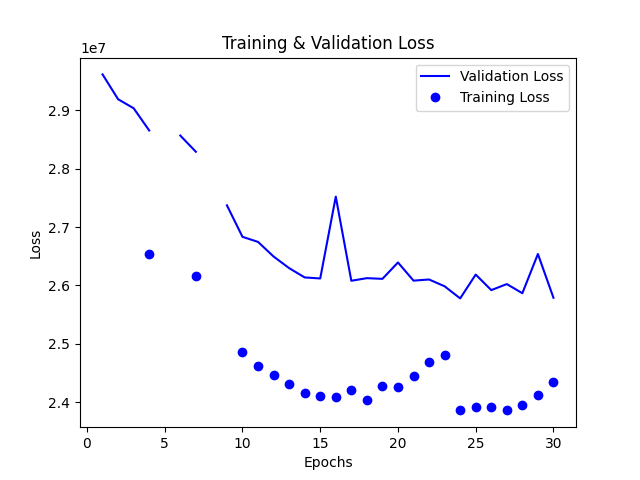 Training & Validation Loss
1e7
Validation Loss
Training Loss
2.9
2.8
2.7
2.6
2.5
2.4
Loss
0 5 10 15 20 25 30
Epochs